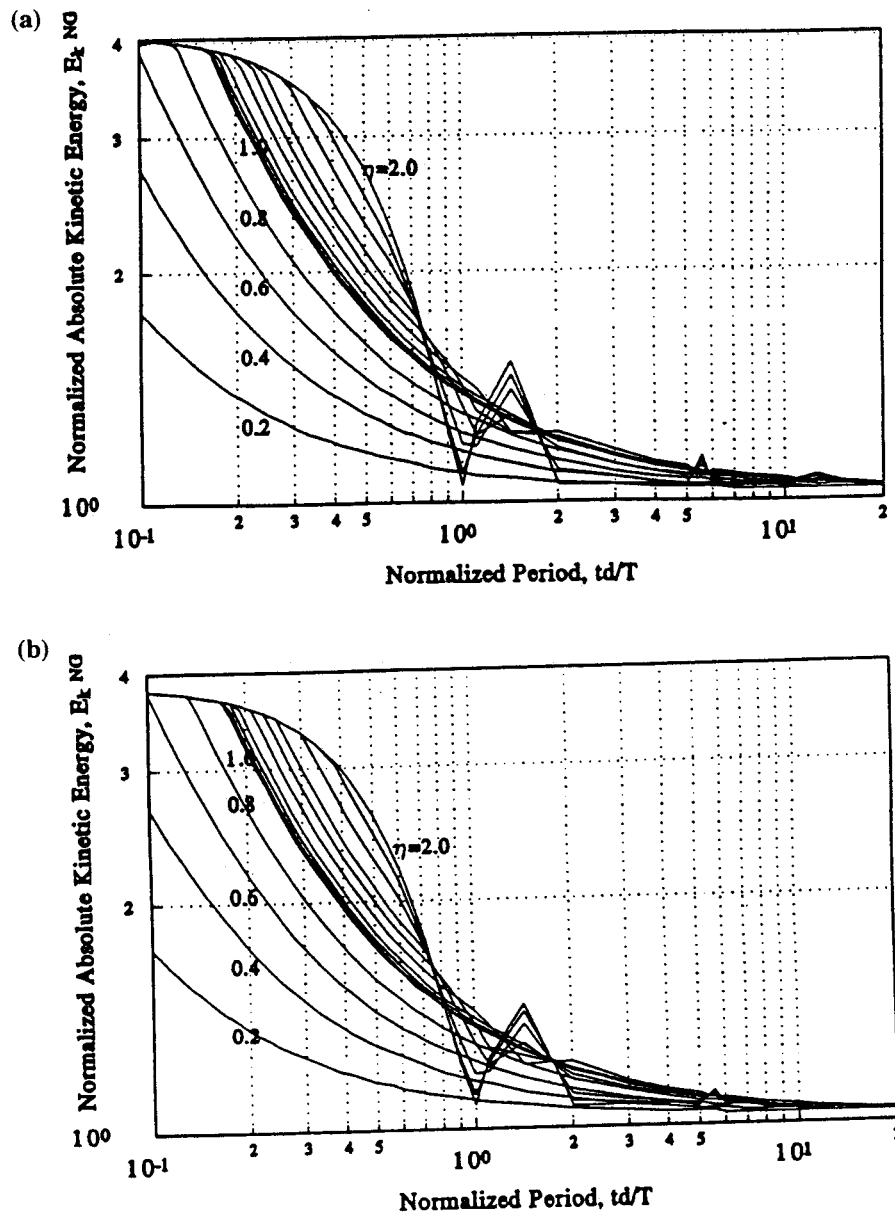 (a)
Normalized Absolute Kinetic Energy, Eₖ ᴺᴳ
4
3
2
10⁰
1.0
0.8
0.6
0.4
0.2
η=2.0
10⁻¹ 2 3 4 5 10⁰ 2 3 4 5 10¹ 2
Normalized Period, td/T
(b)
Normalized Absolute Kinetic Energy, Eₖ ᴺᴳ
4
3
2
10⁰
1.0
0.8
0.6
0.4
0.2
η=2.0
10⁻¹ 2 3 4 5 10⁰ 2 3 4 5 10¹
Normalized Period, td/T